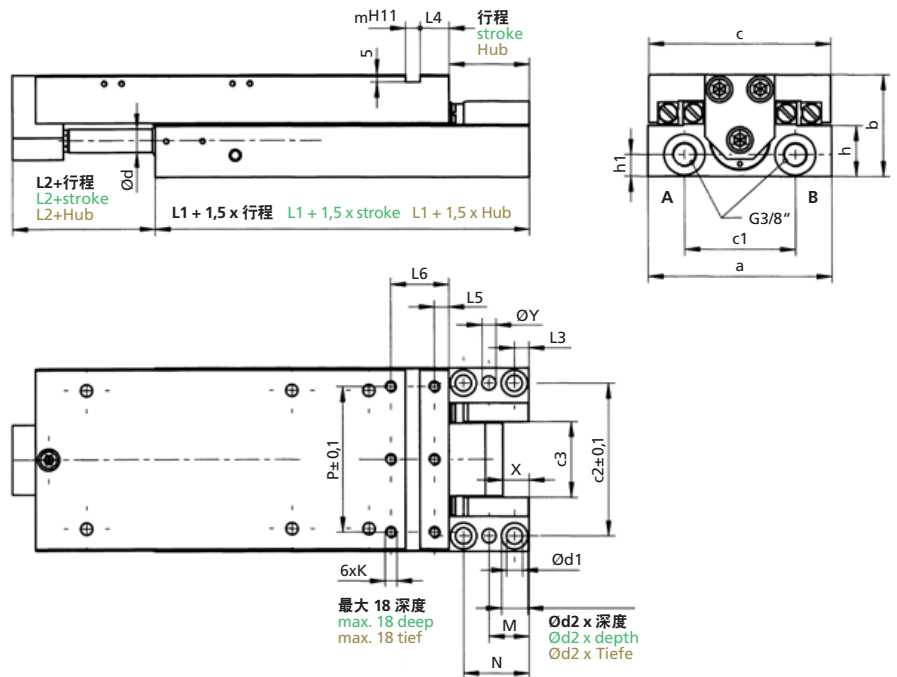 mH11
L4
行程
stroke
Hub
5
Ød
L2+行程
L2+stroke
L2+Hub
L1 + 1,5 x 行程 L1 + 1,5 x stroke L1 + 1,5 x Hub
c
b
h
h1
A
B
G3/8“
c1
a
L6
L5
ØY
L3
P± 0,1
X
c3
c2± 0,1
6xK
最大 18 深度
max. 18 deep
max. 18 tief
Ød1
M
N
Ød2 x 深度
Ød2 x depth
Ød2 x Tiefe